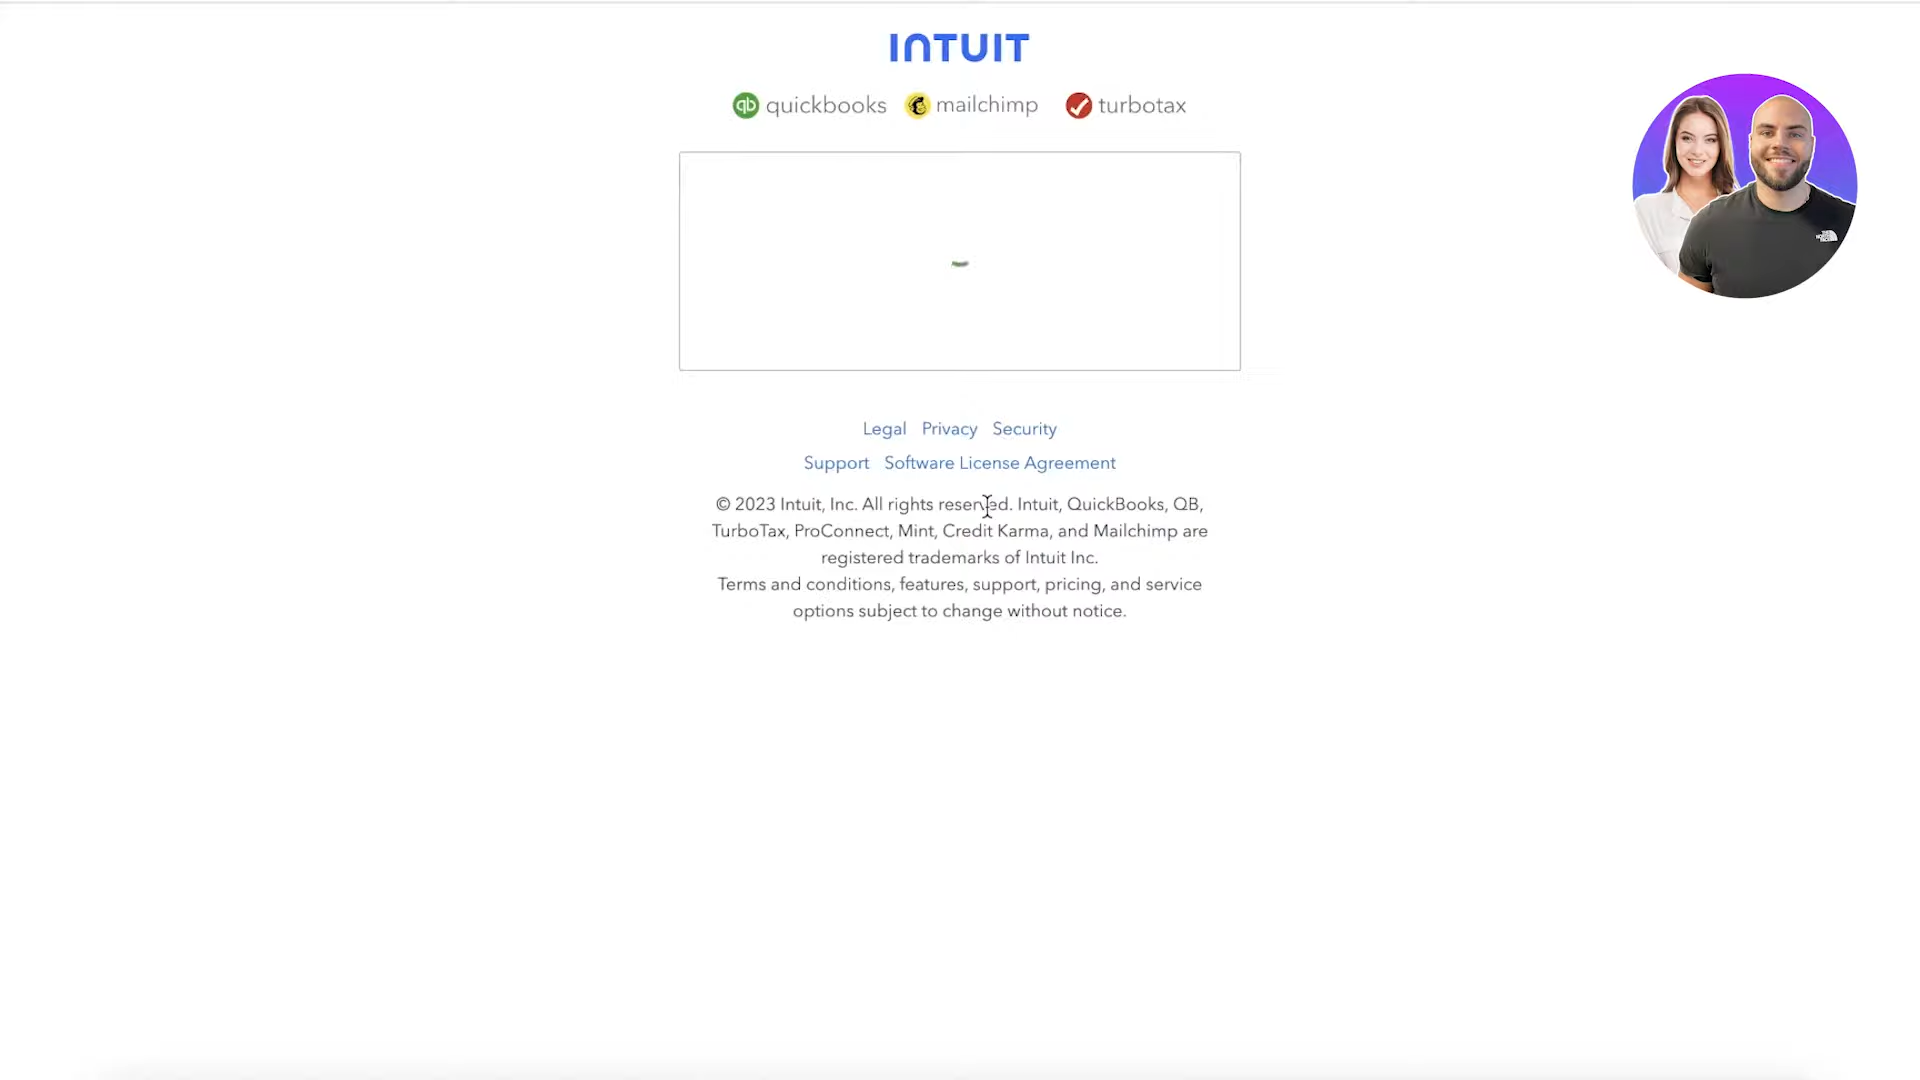 INTUIT
qb quickbooks mailchimp turbotax
Legal Privacy Security
Support Software License Agreement
© 2023 Intuit, Inc. All rights reserved. Intuit, QuickBooks, QB,
TurboTax, ProConnect, Mint, Credit Karma, and Mailchimp are
registered trademarks of Intuit Inc.
Terms and conditions, features, support, pricing, and service
options subject to change without notice.